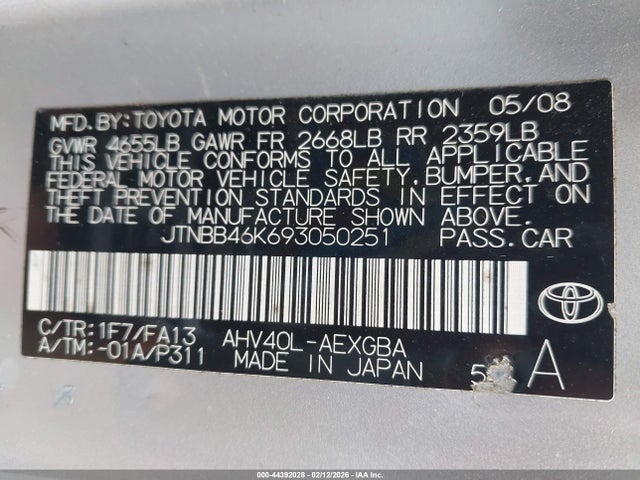 MFD.BY:TOYOTA MOTOR CORPORATION 05/08
GVWR 4655LB GAWR FR 2668LB RR 2359LB
THIS VEHICLE CONFORMS TO ALL APPLICABLE
FEDERAL MOTOR VEHICLE SAFETY,BUMPER,AND
THEFT PREVENTION STANDARDS IN EFFECT ON
THE DATE OF MANUFACTURE SHOWN ABOVE.
JTNBB46K693050251 PASS.CAR
C/TR:1F7/FA13 AHV40L-AEXGBA
A/TM:-01A/P311 MADE IN JAPAN A
000-44392028 - 02/12/2026 - IAA Inc.